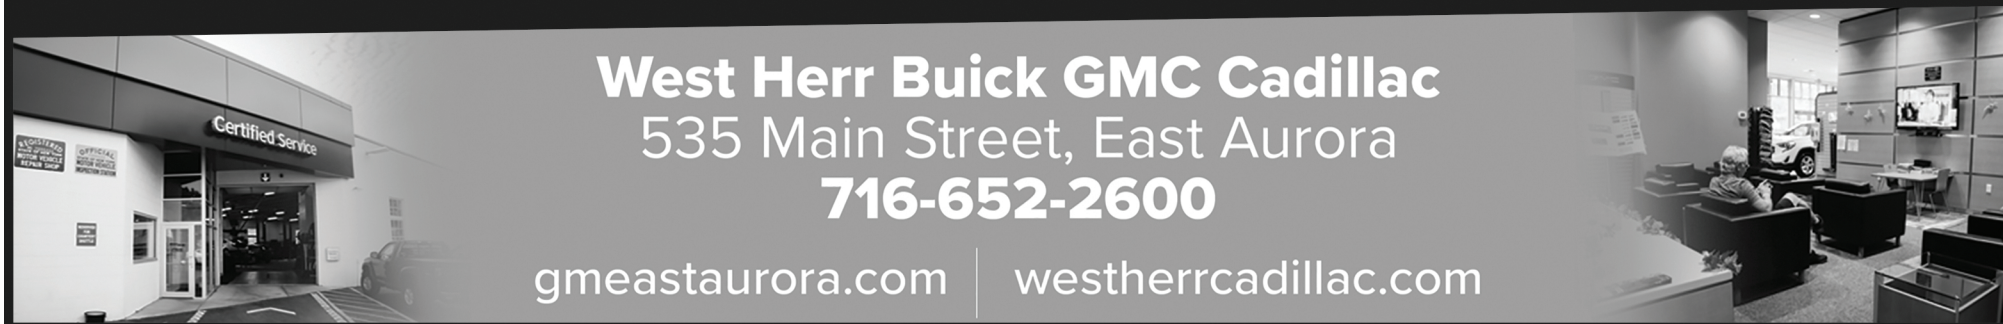 West Herr Buick GMC Cadillac
535 Main Street, East Aurora
716-652-2600
gmeastaurora.com | westherrcadillac.com
Certified Service
REGISTERED
MOTOR VEHICLE
REPAIR SHOP
OFFICIAL
MOTOR VEHICLE
INSPECTION STATION